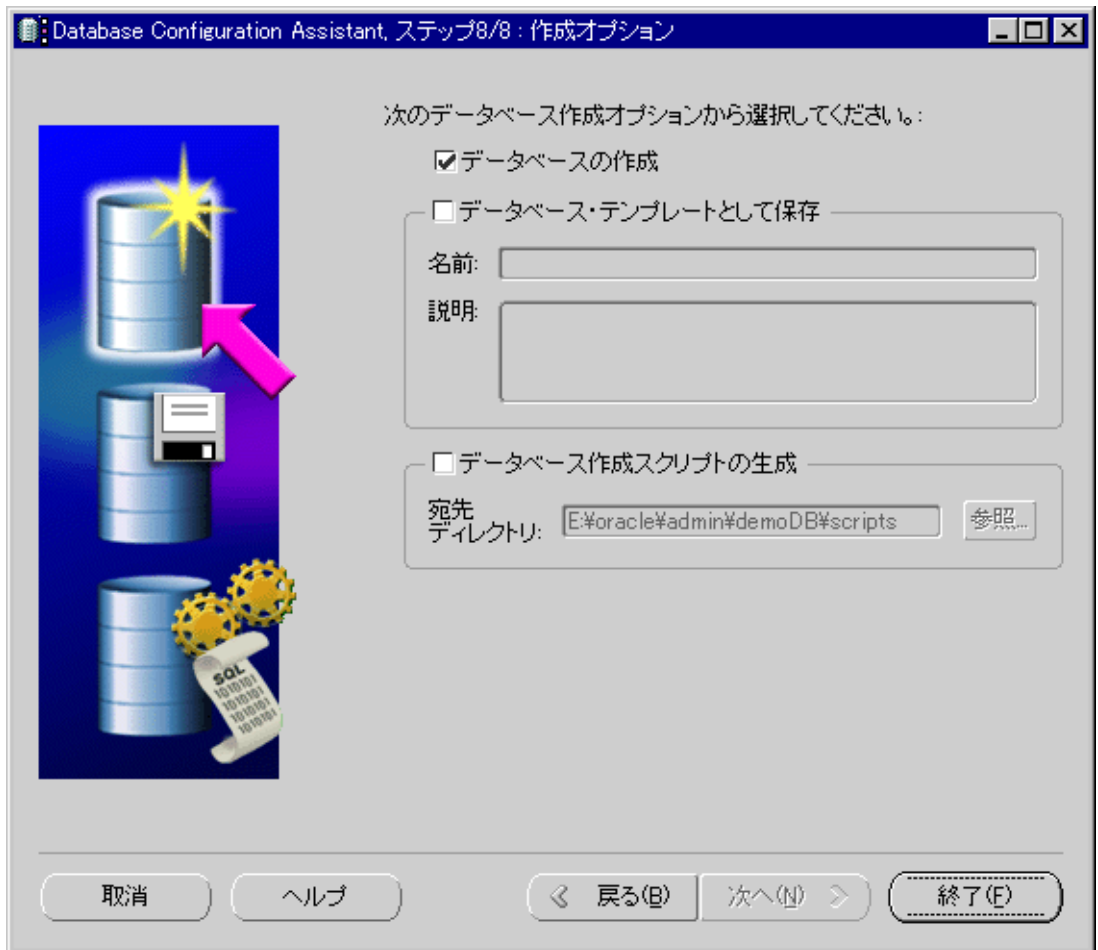 Database Configuration Assistant, ステップ8/8 : 作成オプション
次のデータベース作成オプションから選択してください。:
データベースの作成
データベース・テンプレートとして保存
名前:
説明:
データベース作成スクリプトの生成
宛先
ディレクトリ:
E:¥oracle¥admin¥demoDB¥scripts
参照...
SQL
1010101
1010101
1010101
1010101
取消
ヘルプ
戻る(B)
次へ(N)
終了(F)